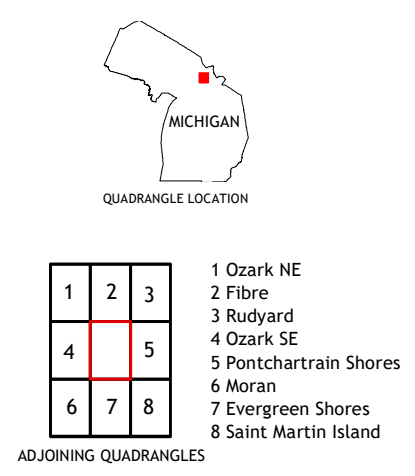 MICHIGAN
QUADRANGLE LOCATION
1 2 3
4 5
6 7 8
1 Ozark NE
2 Fibre
3 Rudyard
4 Ozark SE
5 Pontchartrain Shores
6 Moran
7 Evergreen Shores
8 Saint Martin Island
ADJOINING QUADRANGLES